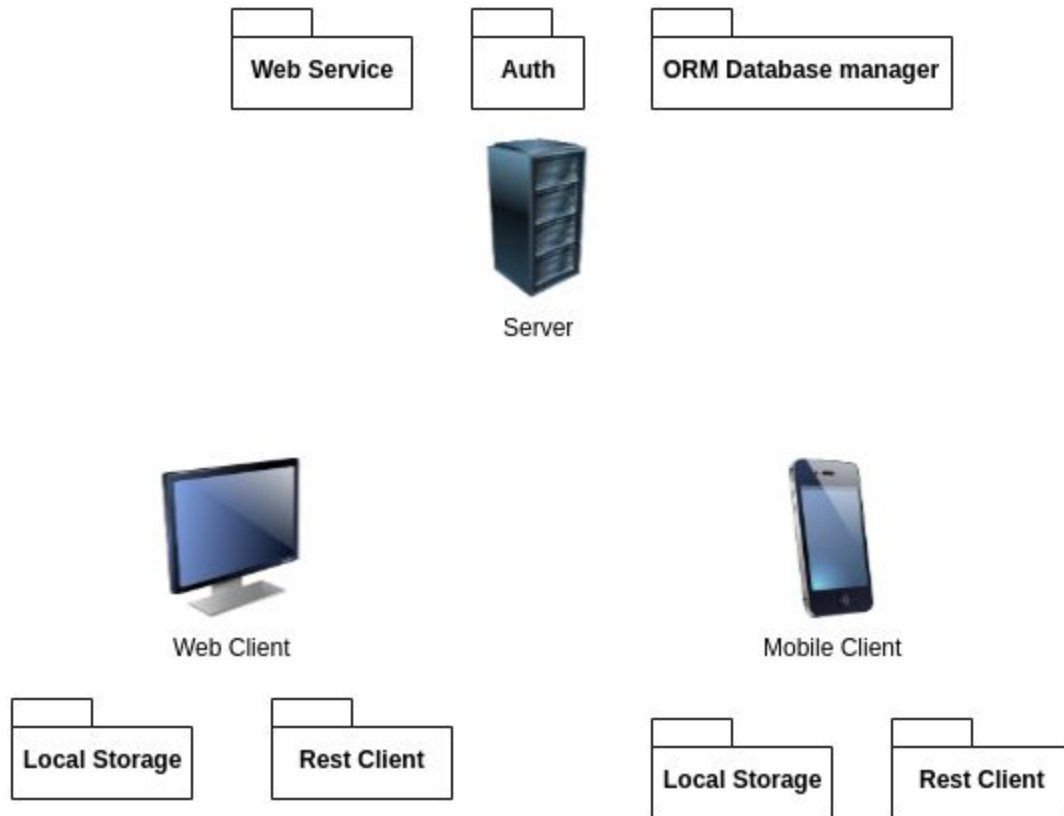 Web Service
Auth
ORM Database manager
Server
Web Client
Mobile Client
Local Storage
Rest Client
Local Storage
Rest Client